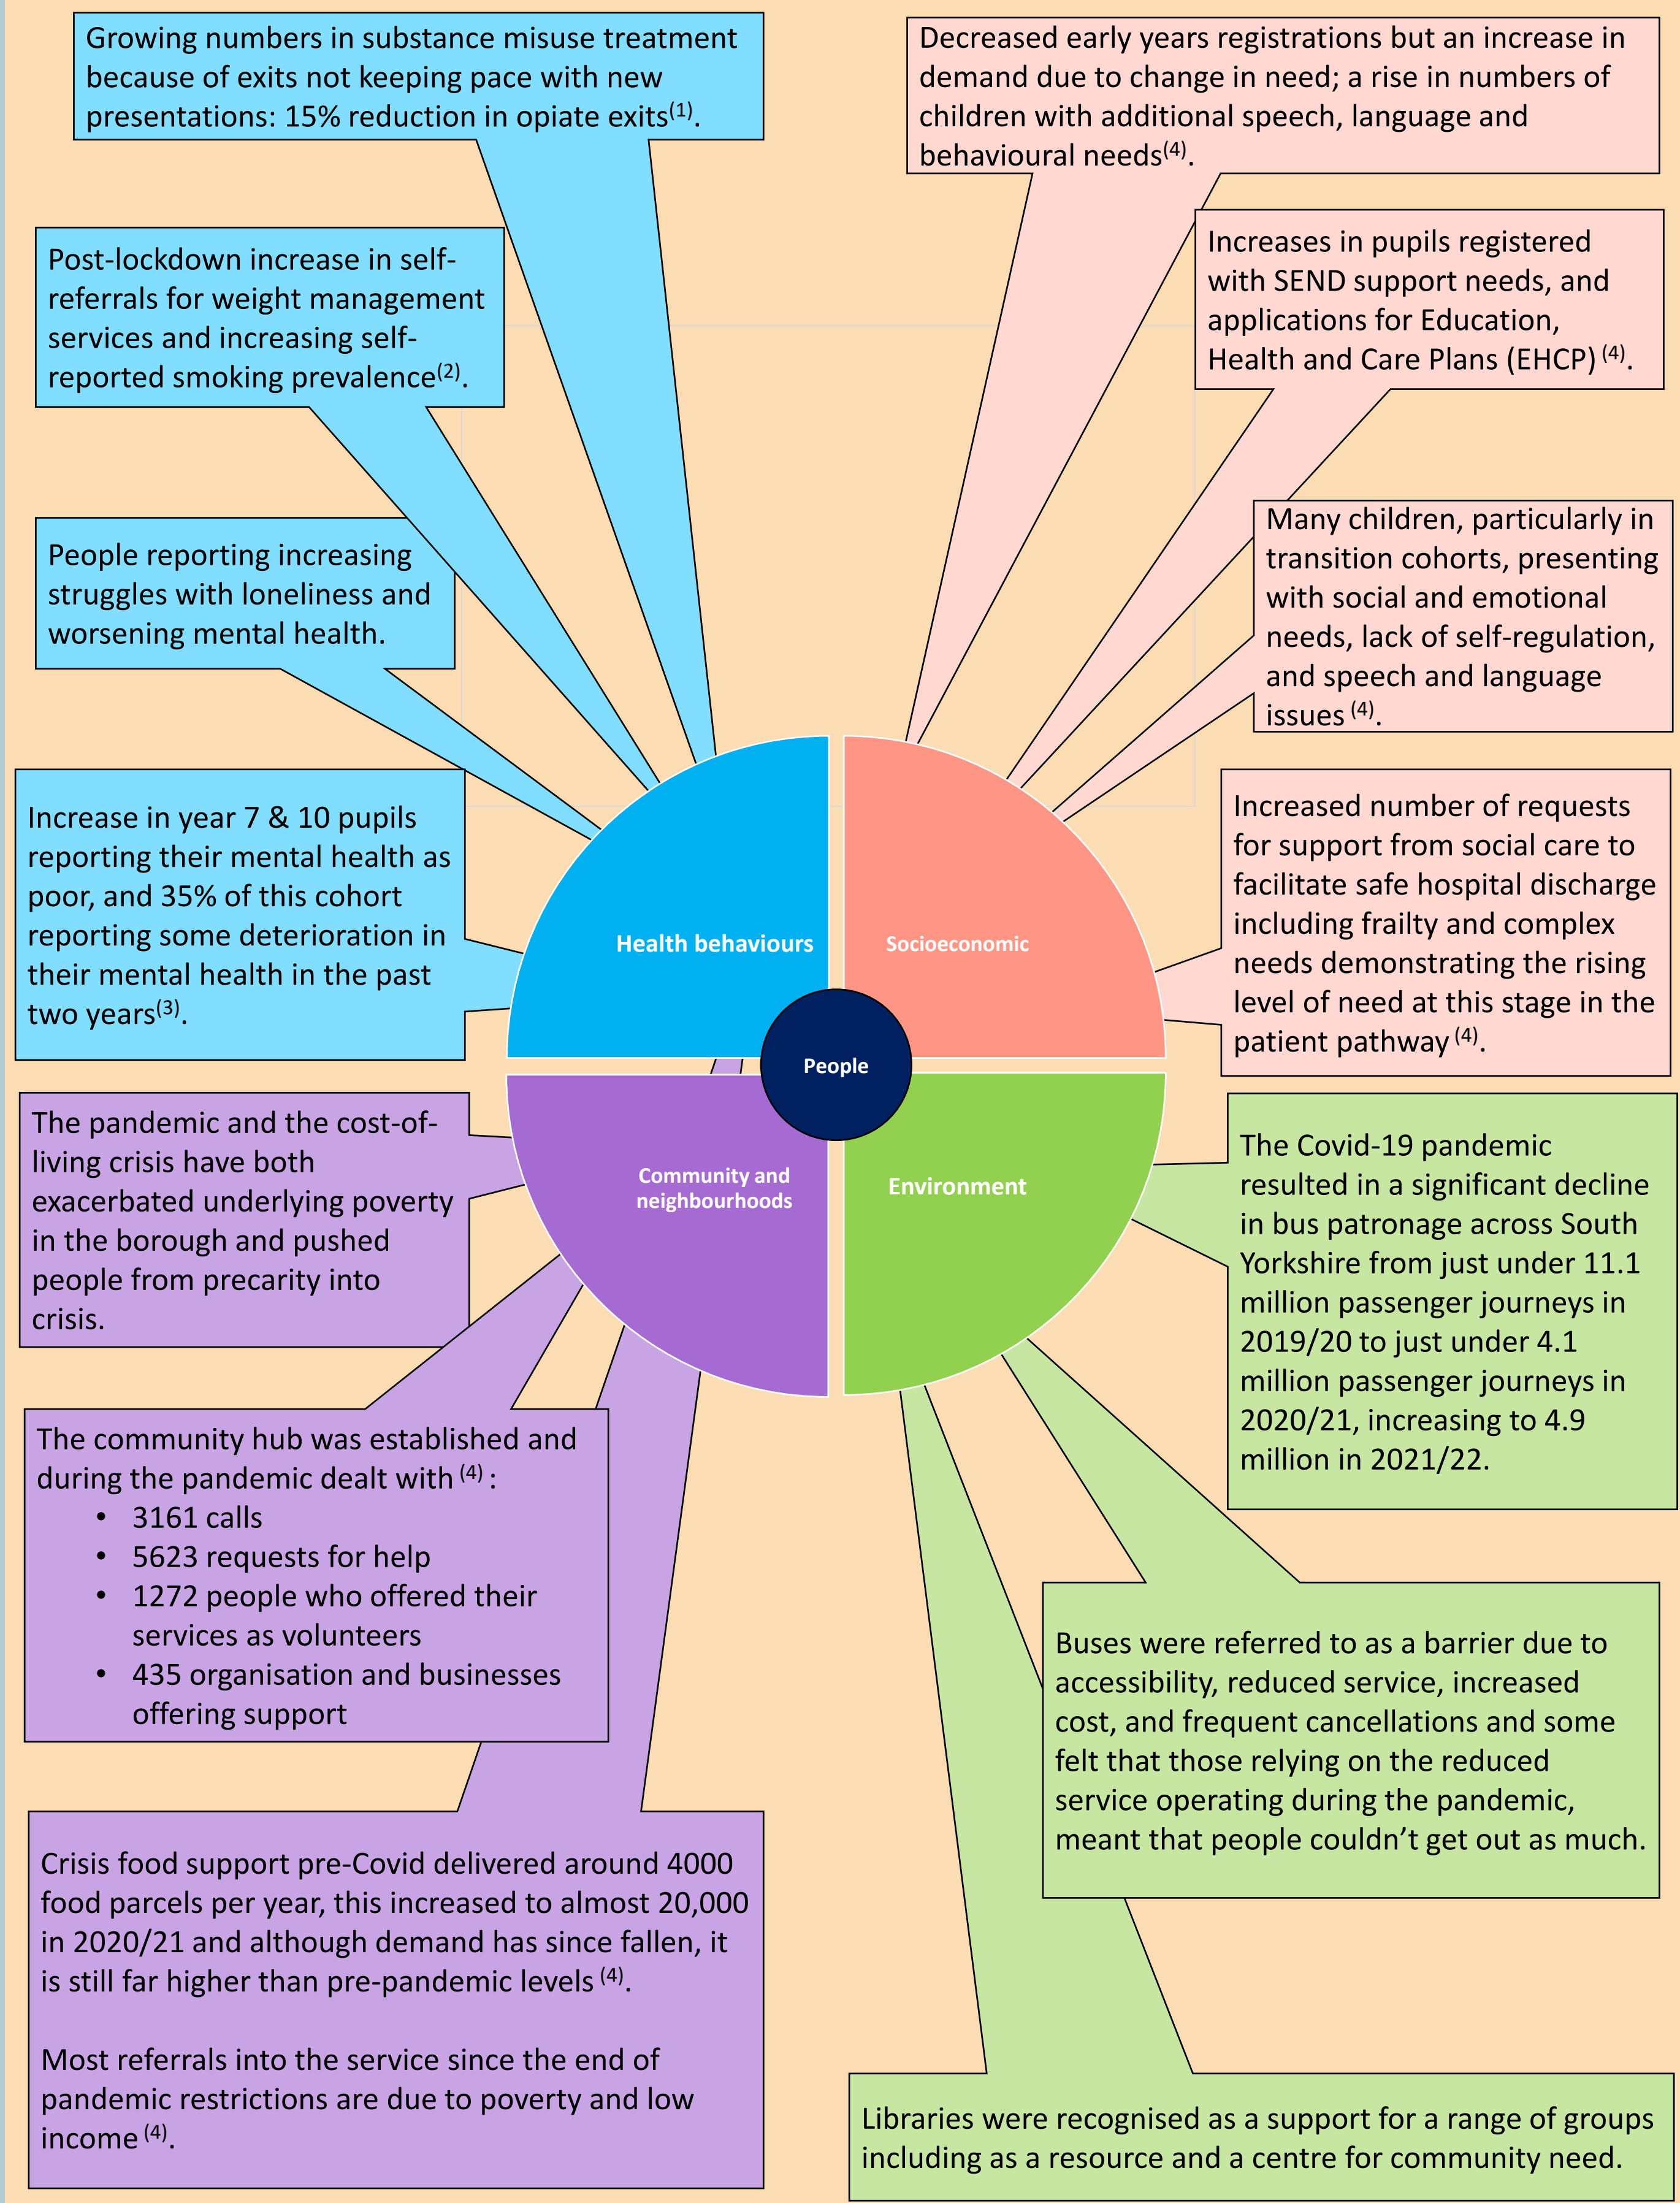 Growing numbers in substance misuse treatment
because of exits not keeping pace with new
presentations: 15% reduction in opiate exits(1).
Decreased early years registrations but an increase in
demand due to change in need; a rise in numbers of
children with additional speech, language and
behavioural needs(4).
Post-lockdown increase in self-
referrals for weight management
services and increasing self-
reported smoking prevalence(2).
Increases in pupils registered
with SEND support needs, and
applications for Education,
Health and Care Plans (EHCP) (4).
People reporting increasing
struggles with loneliness and
worsening mental health.
Many children, particularly in
transition cohorts, presenting
with social and emotional
needs, lack of self-regulation,
and speech and language
issues (4).
Increase in year 7 & 10 pupils
reporting their mental health as
poor, and 35% of this cohort
reporting some deterioration in
their mental health in the past
two years(3).
Increased number of requests
for support from social care to
facilitate safe hospital discharge
including frailty and complex
needs demonstrating the rising
level of need at this stage in the
patient pathway (4).
Health behaviours
Socioeconomic
People
Community and
neighbourhoods
Environment
The pandemic and the cost-of-
living crisis have both
exacerbated underlying poverty
in the borough and pushed
people from precarity into
crisis.
The Covid-19 pandemic
resulted in a significant decline
in bus patronage across South
Yorkshire from just under 11.1
million passenger journeys in
2019/20 to just under 4.1
million passenger journeys in
2020/21, increasing to 4.9
million in 2021/22.
The community hub was established and
during the pandemic dealt with (4) :
• 3161 calls
• 5623 requests for help
• 1272 people who offered their
services as volunteers
• 435 organisation and businesses
offering support
Buses were referred to as a barrier due to
accessibility, reduced service, increased
cost, and frequent cancellations and some
felt that those relying on the reduced
service operating during the pandemic,
meant that people couldn’t get out as much.
Crisis food support pre-Covid delivered around 4000
food parcels per year, this increased to almost 20,000
in 2020/21 and although demand has since fallen, it
is still far higher than pre-pandemic levels (4).
Most referrals into the service since the end of
pandemic restrictions are due to poverty and low
income (4).
Libraries were recognised as a support for a range of groups
including as a resource and a centre for community need.